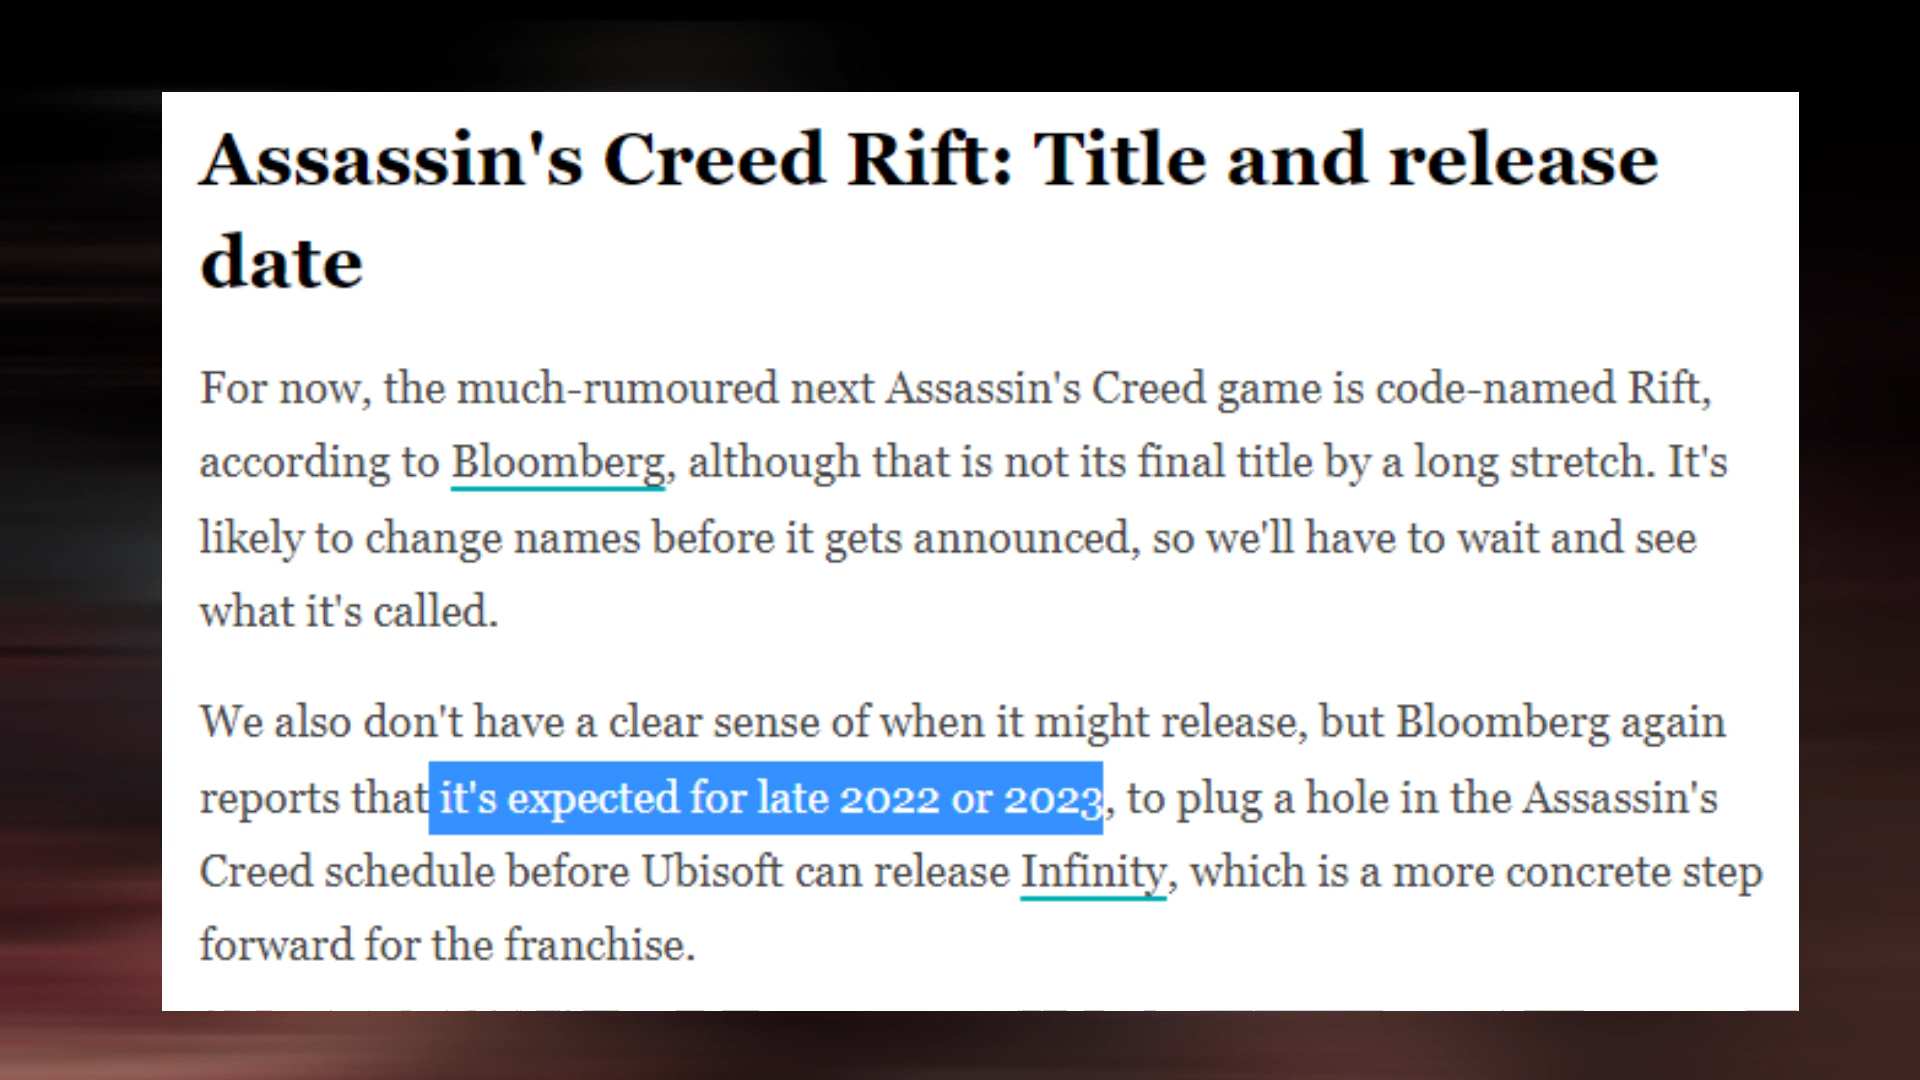 Assassin's Creed Rift: Title and release
date
For now, the much-rumoured next Assassin's Creed game is code-named Rift,
according to Bloomberg, although that is not its final title by a long stretch. It's
likely to change names before it gets announced, so we'll have to wait and see
what it's called.
We also don't have a clear sense of when it might release, but Bloomberg again
reports that it's expected for late 2022 or 2023, to plug a hole in the Assassin's
Creed schedule before Ubisoft can release Infinity, which is a more concrete step
forward for the franchise.